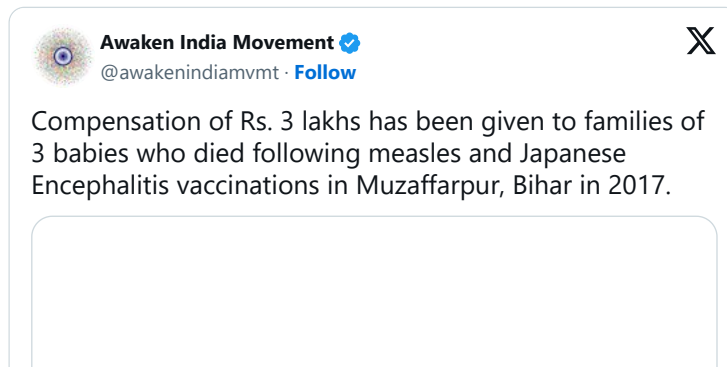 Awaken India Movement
@awakenindiamvmt · Follow
Compensation of Rs. 3 lakhs has been given to families of
3 babies who died following measles and Japanese
Encephalitis vaccinations in Muzaffarpur, Bihar in 2017.